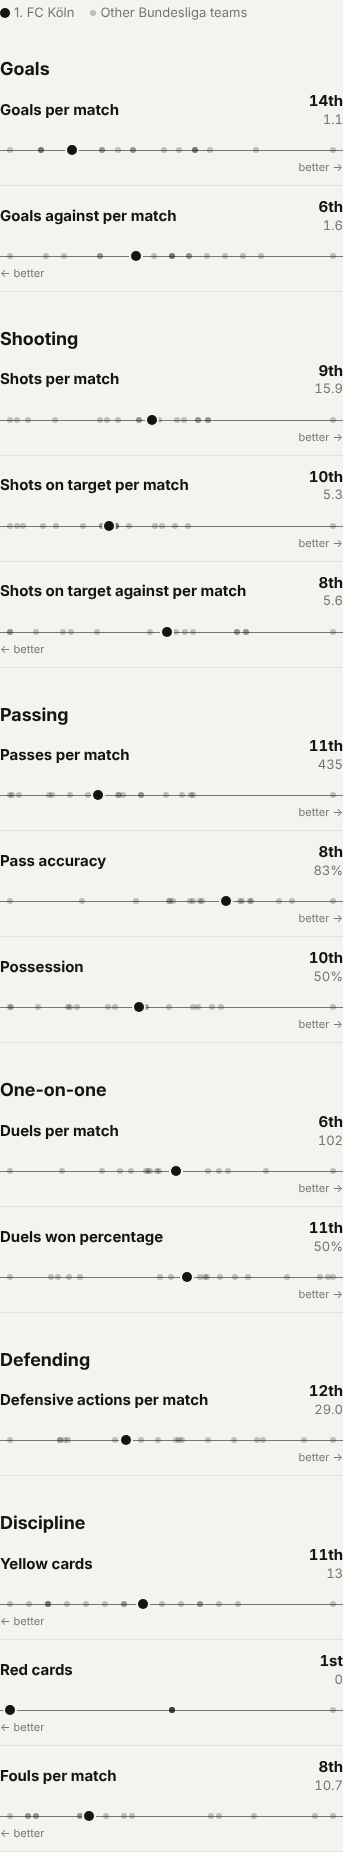 1. FC Köln Other Bundesliga teams
Goals
Goals per match 14th
1.1
better →
Goals against per match 6th
1.6
← better
Shooting
Shots per match 9th
15.9
better →
Shots on target per match 10th
5.3
better →
Shots on target against per match 8th
5.6
← better
Passing
Passes per match 11th
435
better →
Pass accuracy 8th
83%
better →
Possession 10th
50%
better →
One-on-one
Duels per match 6th
102
better →
Duels won percentage 11th
50%
better →
Defending
Defensive actions per match 12th
29.0
better →
Discipline
Yellow cards 11th
13
← better
Red cards 1st
0
← better
Fouls per match 8th
10.7
← better